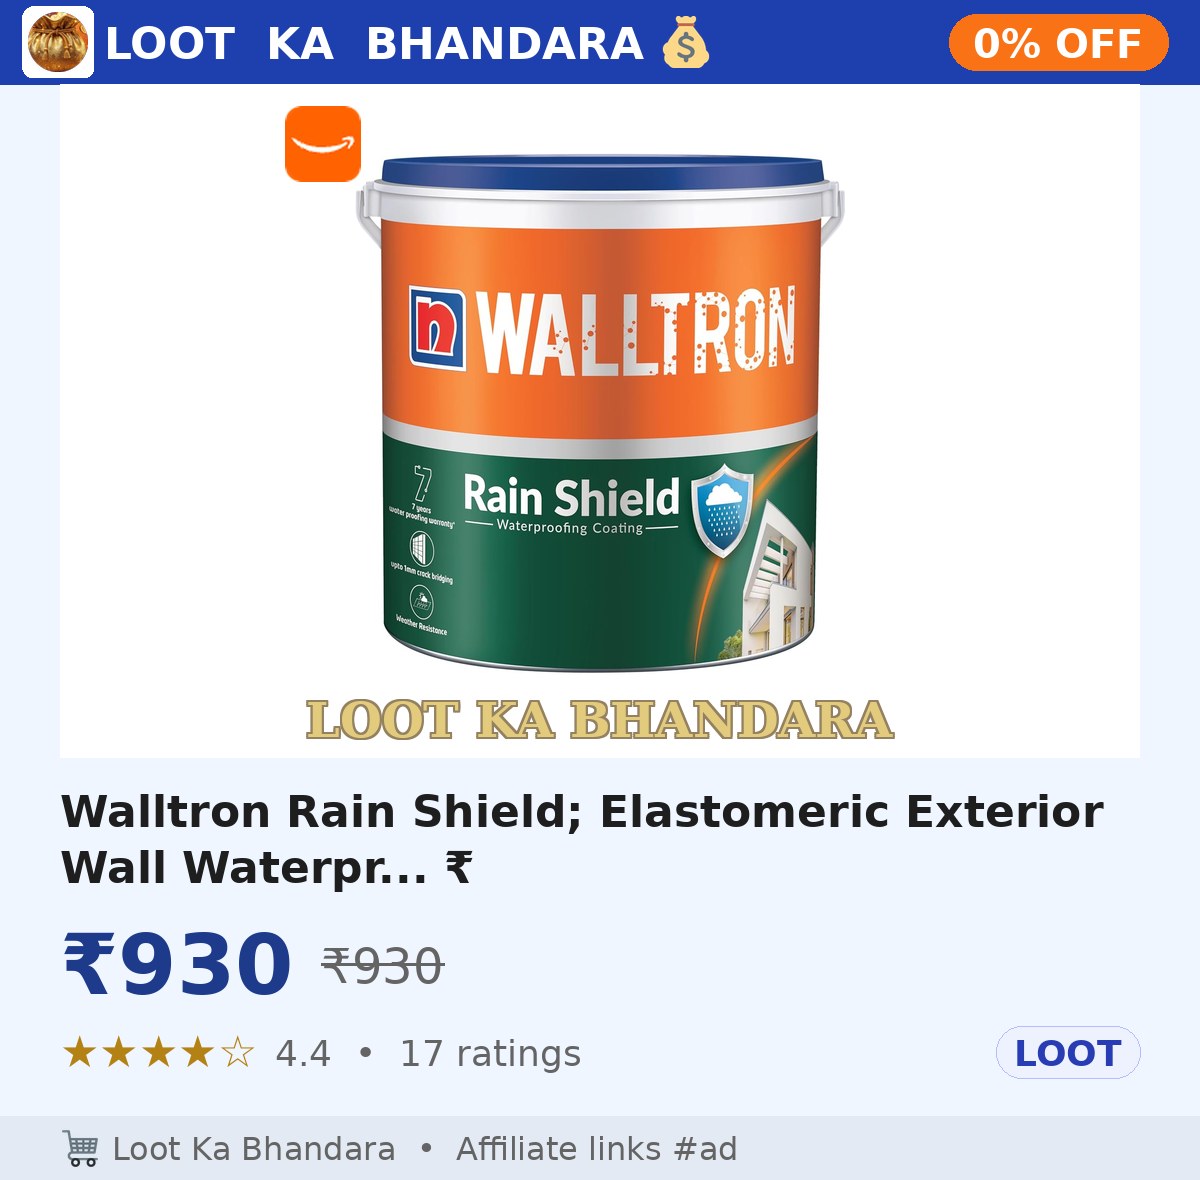 LOOT KA BHANDARA
0% OFF
n WALLTRON
7
7 years
water proofing warranty*
upto 1mm crack bridging
Weather Resistance
Rain Shield
Waterproofing Coating
LOOT KA BHANDARA
Walltron Rain Shield; Elastomeric Exterior
Wall Waterpr... ₹
₹930 ₹930
★★★★☆ 4.4 • 17 ratings
LOOT
Loot Ka Bhandara • Affiliate links #ad